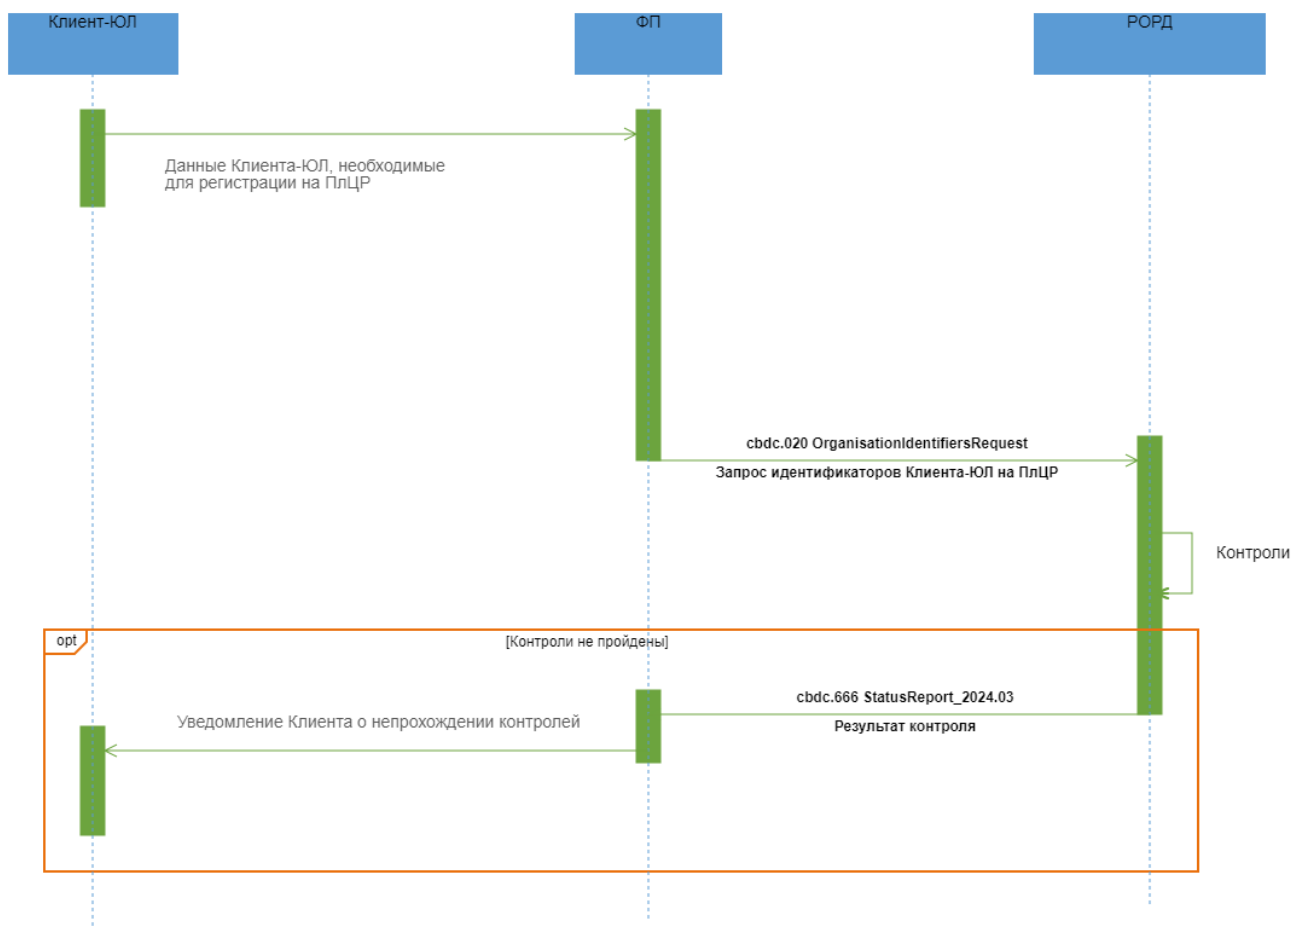 Клиент-ЮЛ
ФП
РОРД
Данные Клиента-ЮЛ, необходимые
для регистрации на ПлЦР
cbdc.020 OrganisationIdentifiersRequest
Запрос идентификаторов Клиента-ЮЛ на ПлЦР
Контроли
opt
[Контроли не пройдены]
cbdc.666 StatusReport_2024.03
Уведомление Клиента о непрохождении контролей
Результат контроля